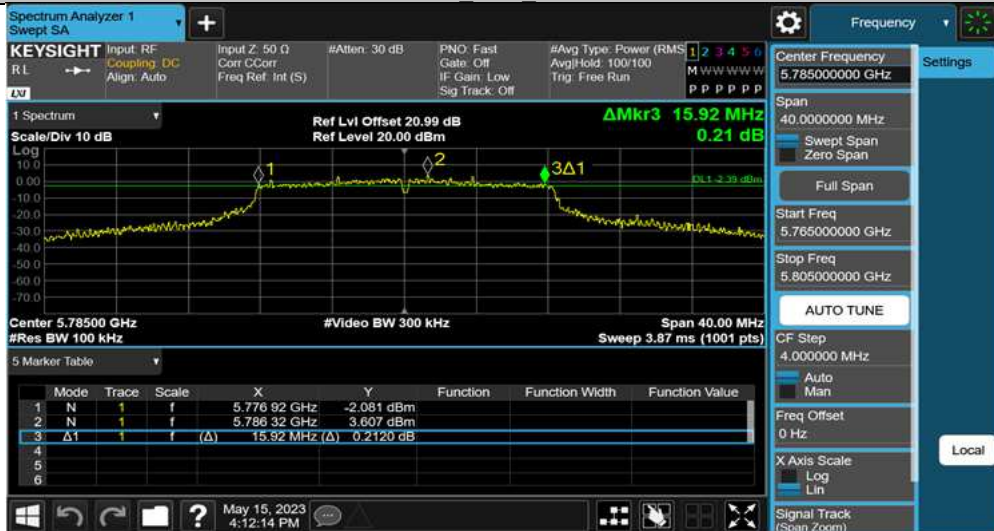 Spectrum Analyzer 1
Swept SA
Frequency
KEYSIGHT
RL
LXI
Input: RF
Coupling: DC
Align: Auto
Input Z: 50 Ω
Corr CCorr
Freq Ref: Int (S)
#Atten: 30 dB
PNO: Fast
Gate: Off
IF Gain: Low
Sig Track: Off
#Avg Type: Power (RMS
Avg|Hold: 100/100
Trig: Free Run
1 2 3 4 5 6
M W W W W W
P P P P P P
1 Spectrum
Scale/Div 10 dB
Log
Ref Lvl Offset 20.99 dB
Ref Level 20.00 dBm
ΔMkr3 15.92 MHz
0.21 dB
10.0
0.00
-10.0
-20.0
-30.0
-40.0
-50.0
-60.0
-70.0
1
2
3Δ1
DL1 -2.39 dBm
Center 5.78500 GHz
#Res BW 100 kHz
#Video BW 300 kHz
Span 40.00 MHz
Sweep 3.87 ms (1001 pts)
5 Marker Table
Mode Trace Scale X Y Function Function Width Function Value
1 N 1 f 5.776 92 GHz -2.081 dBm
2 N 1 f 5.786 32 GHz 3.607 dBm
3 Δ1 1 f (Δ) 15.92 MHz (Δ) 0.2120 dB
4
5
6
May 15, 2023
4:12:14 PM
Center Frequency
5.785000000 GHz
Span
40.0000000 MHz
Swept Span
Zero Span
Full Span
Start Freq
5.765000000 GHz
Stop Freq
5.805000000 GHz
AUTO TUNE
CF Step
4.000000 MHz
Auto
Man
Freq Offset
0 Hz
X Axis Scale
Log
Lin
Signal Track
(Span Zoom)
Settings
Local